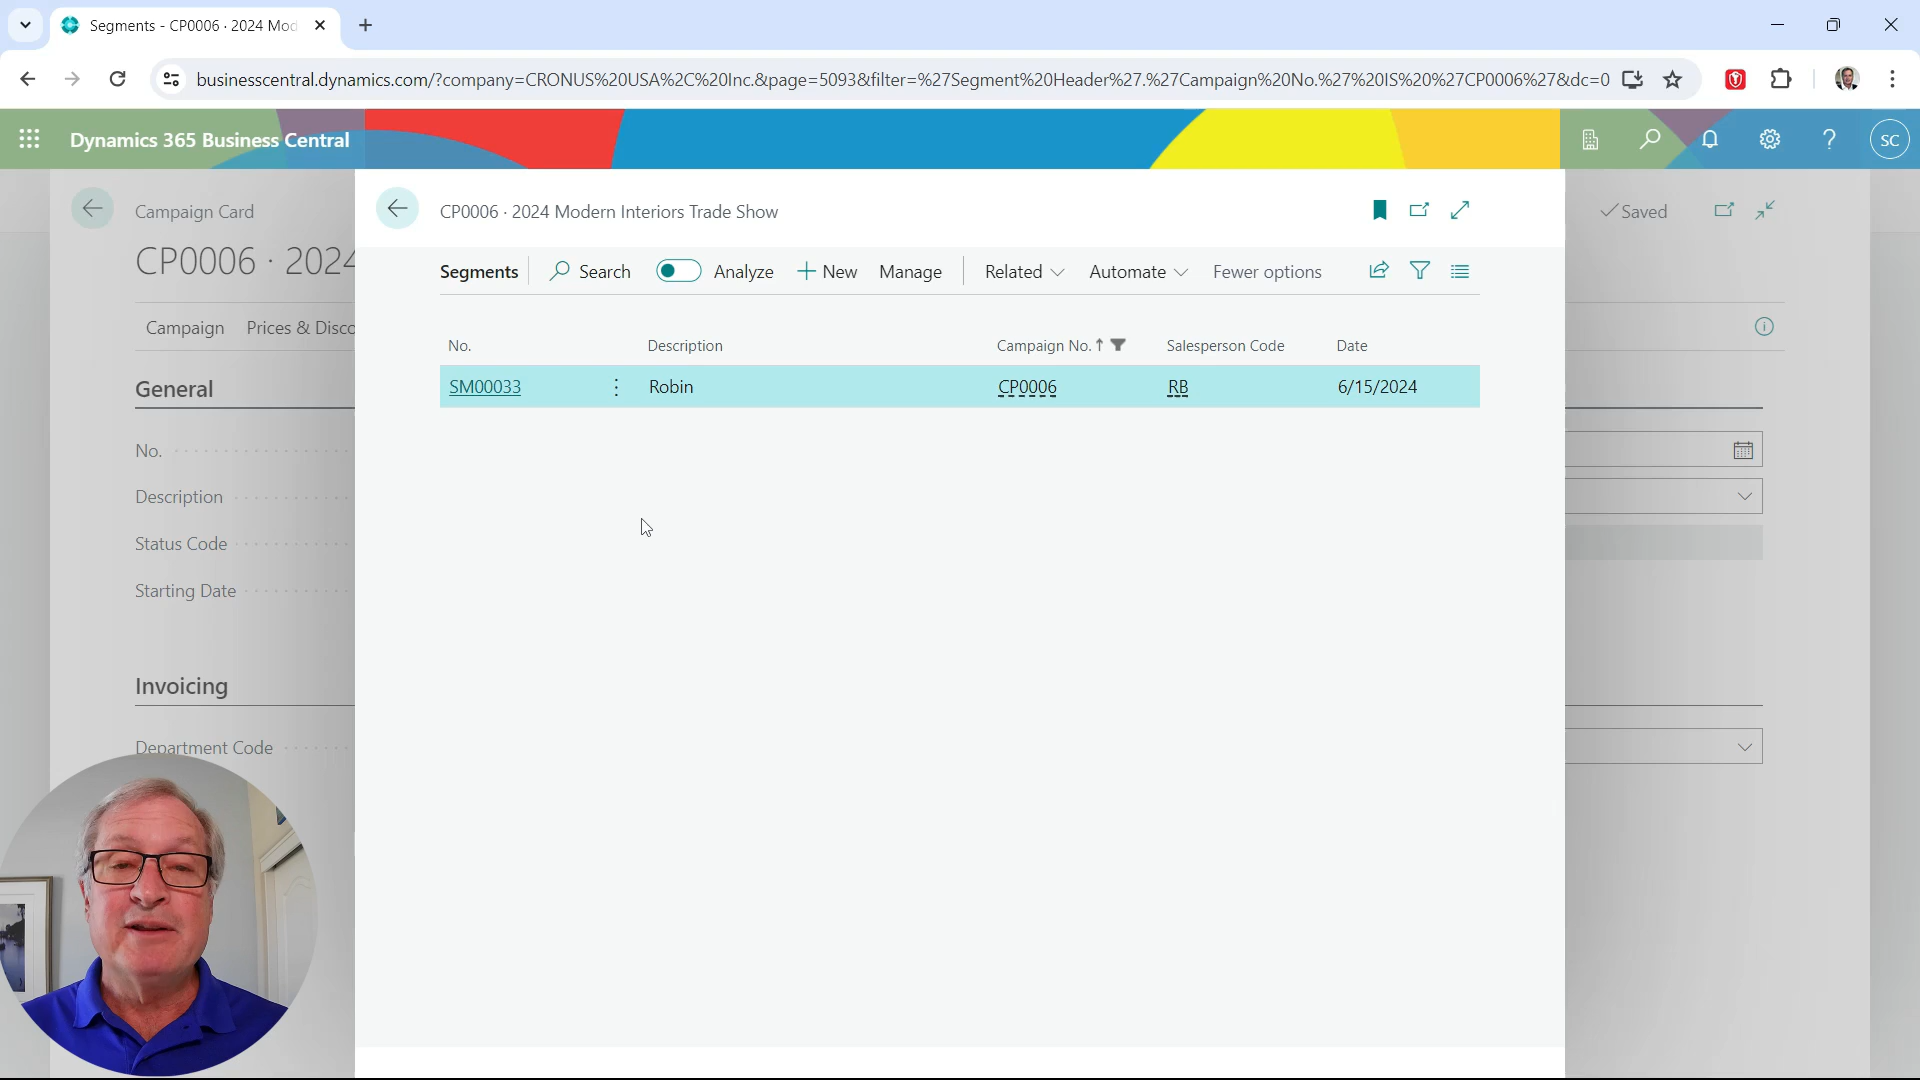 Segments - CP0006 · 2024 Mod
businesscentral.dynamics.com/?company=CRONUS%20USA%2C%20Inc.&page=5093&filter=%27Segment%20Header%27.%27Campaign%20No.%27%20IS%20%27CP0006%27&dc=0
Dynamics 365 Business Central
SC
Campaign Card
CP0006 · 2024 Modern Interiors Trade Show
Saved
CP0006 · 2024
Segments Search Analyze New Manage Related Automate Fewer options
Campaign Prices & Disco
No. Description Campaign No. Salesperson Code Date
SM00033 Robin CP0006 RB 6/15/2024
General
No.
Description
Status Code
Starting Date
Invoicing
Department Code